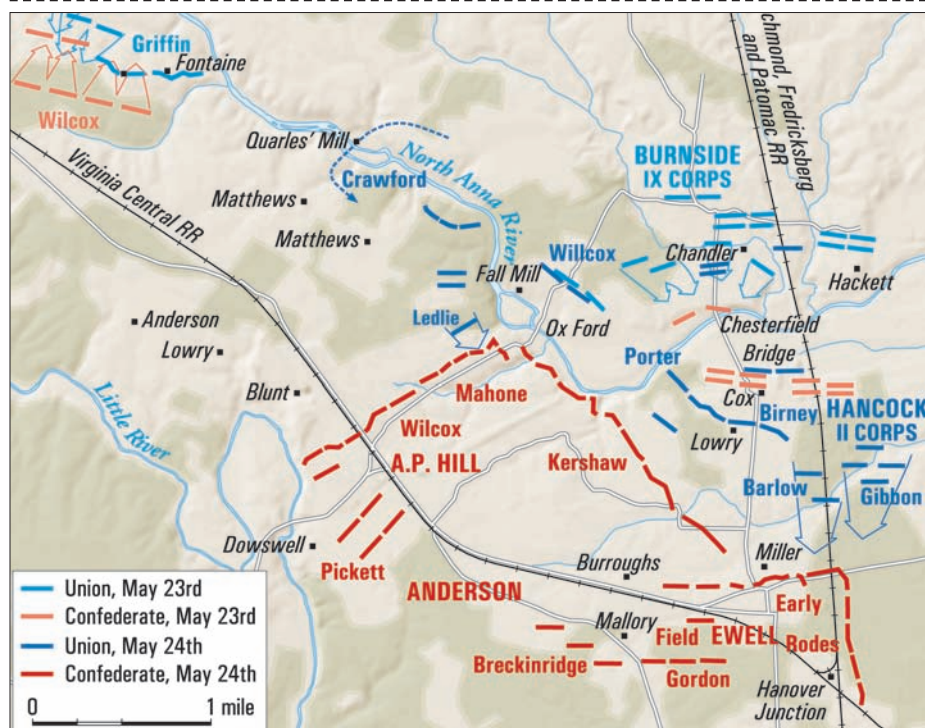 Griffin
Fontaine
Wilcox
chmond, Fredricksberg
and Patomac RR
Quarles' Mill
North Anna River
BURNSIDE
IX CORPS
Crawford
Virginia Central RR
Matthews
Matthews
Willcox
Chandler
Hackett
Fall Mill
Anderson
Ledlie
Ox Ford
Chesterfield
Bridge
Lowry
Porter
Mahone
Cox
Birney
HANCOCK
II CORPS
Little River
Blunt
Wilcox
Lowry
A.P. HILL
Kershaw
Barlow
Gibbon
Dowswell
Pickett
Burroughs
Miller
ANDERSON
Early
Mallory
Field
EWELL
Rodes
Breckinridge
Gordon
Hanover
Junction
Union, May 23rd
Confederate, May 23rd
Union, May 24th
Confederate, May 24th
0
1 mile